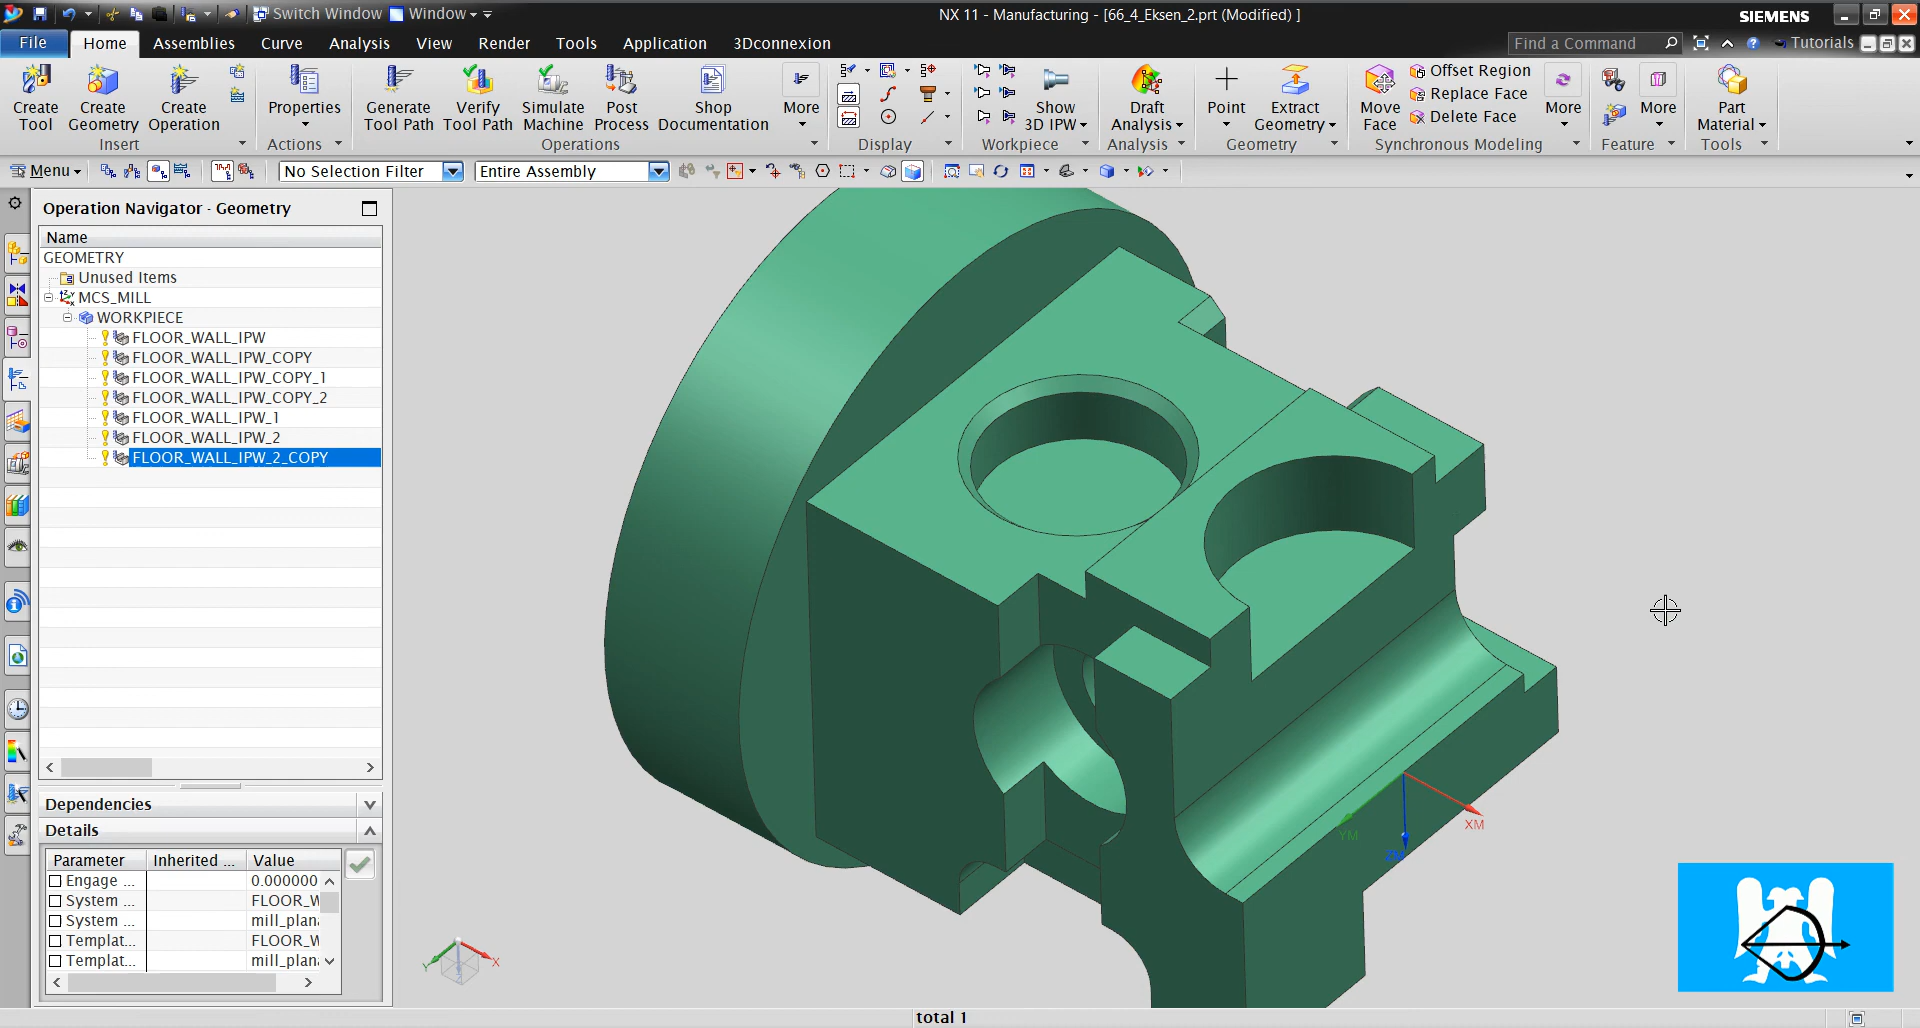 Switch Window Window NX 11 - Manufacturing - [66_4_Eksen_2.prt (Modified) ] SIEMENS
File Home Assemblies Curve Analysis View Render Tools Application 3Dconnexion Find a Command Tutorials
Create Tool
Create Geometry
Create Operation
Insert
Properties
Actions
Generate Tool Path
Verify Tool Path
Simulate Machine
Post Process
Shop Documentation
More
Operations
Display
Show 3D IPW
Workpiece
Draft Analysis
Analysis
Point
Extract Geometry
Geometry
Move Face
Offset Region
Replace Face
Delete Face
More
Synchronous Modeling
More
Feature
Part Material
Tools
Menu No Selection Filter Entire Assembly
Operation Navigator - Geometry
Name
GEOMETRY
Unused Items
MCS_MILL
WORKPIECE
FLOOR_WALL_IPW
FLOOR_WALL_IPW_COPY
FLOOR_WALL_IPW_COPY_1
FLOOR_WALL_IPW_COPY_2
FLOOR_WALL_IPW_1
FLOOR_WALL_IPW_2
FLOOR_WALL_IPW_2_COPY
Dependencies
Details
Parameter Inherited ... Value
Engage ... 0.000000
System ... FLOOR_W
System ... mill_plan
Templat... FLOOR_W
Templat... mill_plan
XM
YM
ZM
X
Y
total 1